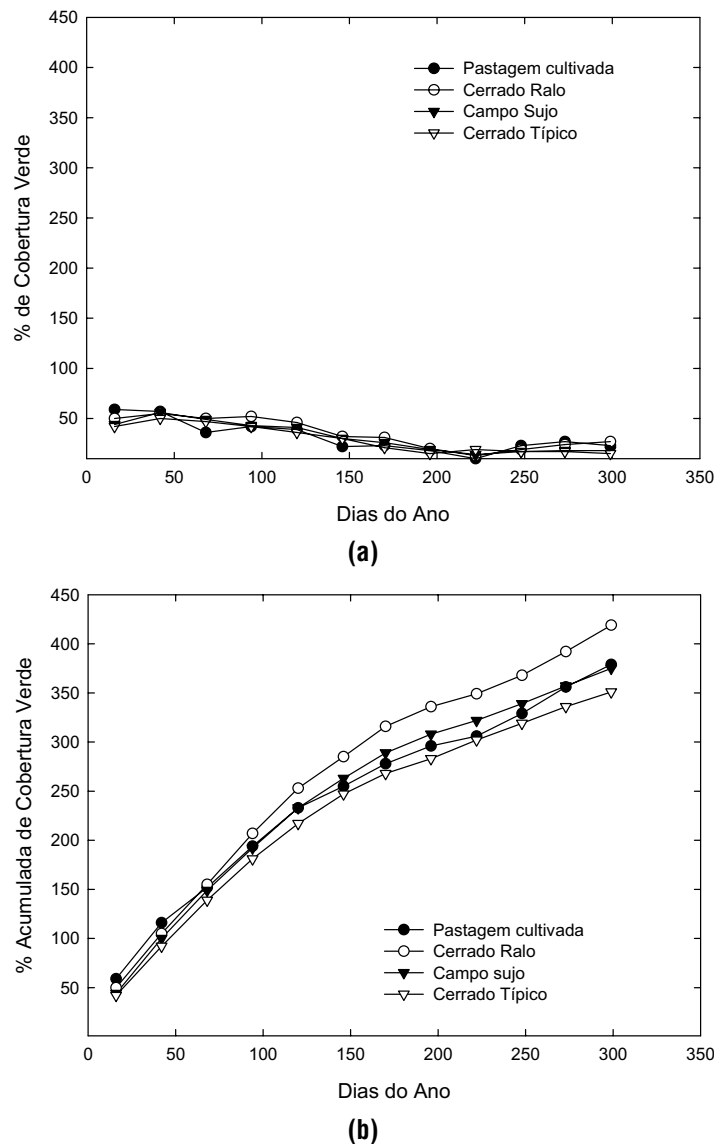 450
400
350
300
250
200
150
100
50
% de Cobertura Verde
Pastagem cultivada
Cerrado Ralo
Campo Sujo
Cerrado Típico
0 50 100 150 200 250 300 350
Dias do Ano
(a)
450
400
350
300
250
200
150
100
50
% Acumulada de Cobertura Verde
Pastagem cultivada
Cerrado Ralo
Campo sujo
Cerrado Típico
0 50 100 150 200 250 300 350
Dias do Ano
(b)